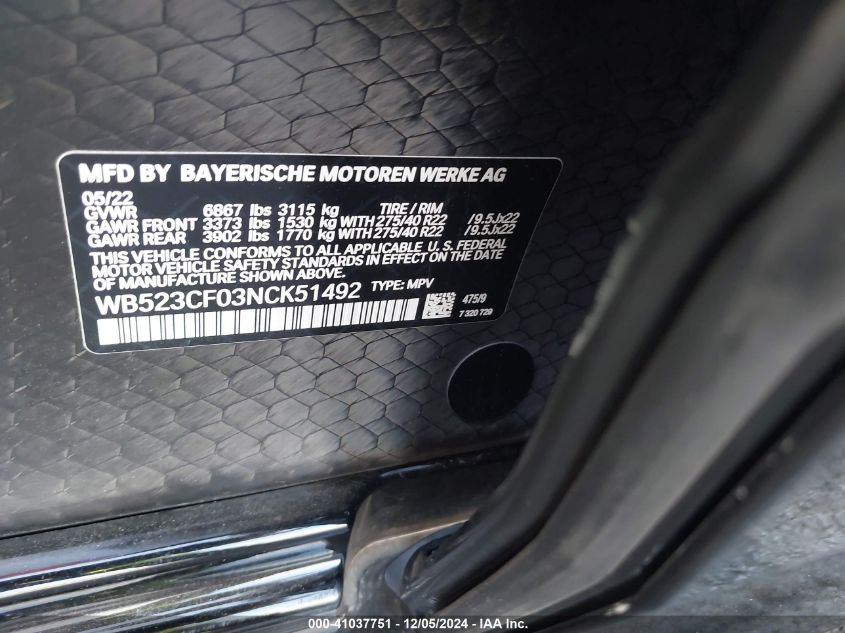 MFD BY BAYERISCHE MOTOREN WERKE AG
05/22
GVWR 6867 lbs 3115 kg TIRE / RIM
GAWR FRONT 3373 lbs 1530 kg WITH 275/40 R22 /9.5Jx22
GAWR REAR 3902 lbs 1770 kg WITH 275/40 R22 /9.5Jx22
THIS VEHICLE CONFORMS TO ALL APPLICABLE U.S. FEDERAL
MOTOR VEHICLE SAFETY STANDARDS IN EFFECT ON THE DATE
OF MANUFACTURE SHOWN ABOVE.
WB523CF03NCK51492 TYPE: MPV
475/9
7 320 729
000-41037751 - 12/05/2024 - IAA Inc.